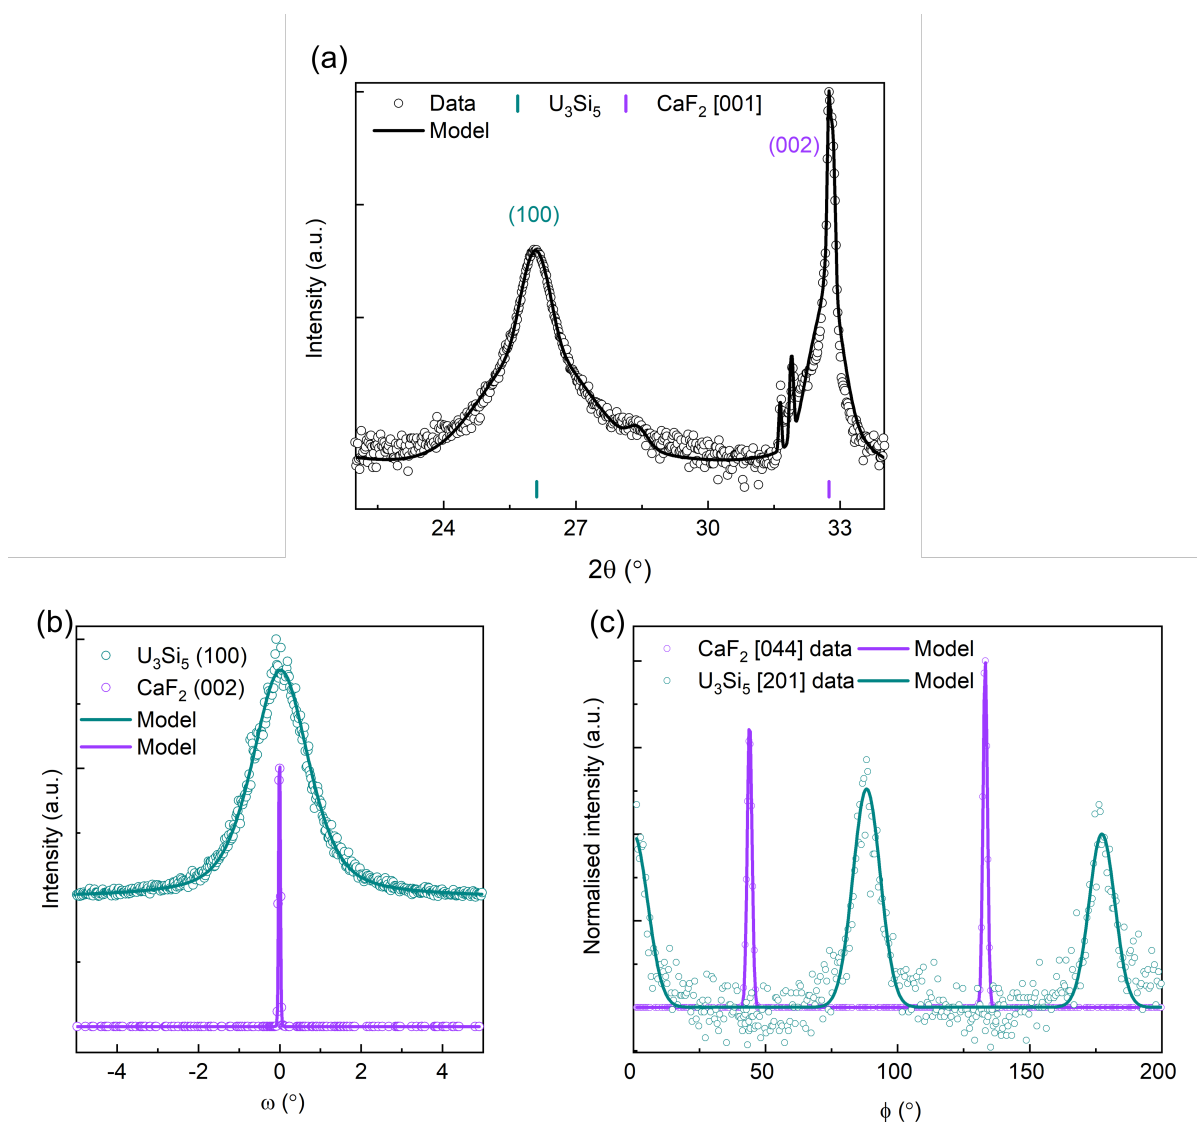 (a)
Data U₃Si₅ CaF₂ [001]
Model
(002)
(100)
Intensity (a.u.)
24 27 30 33
2θ (°)
(b)
U₃Si₅ (100)
CaF₂ (002)
Model
Model
Intensity (a.u.)
-4 -2 0 2 4
ω (°)
(c)
CaF₂ [044] data Model
U₃Si₅ [201] data Model
Normalised intensity (a.u.)
0 50 100 150 200
ϕ (°)